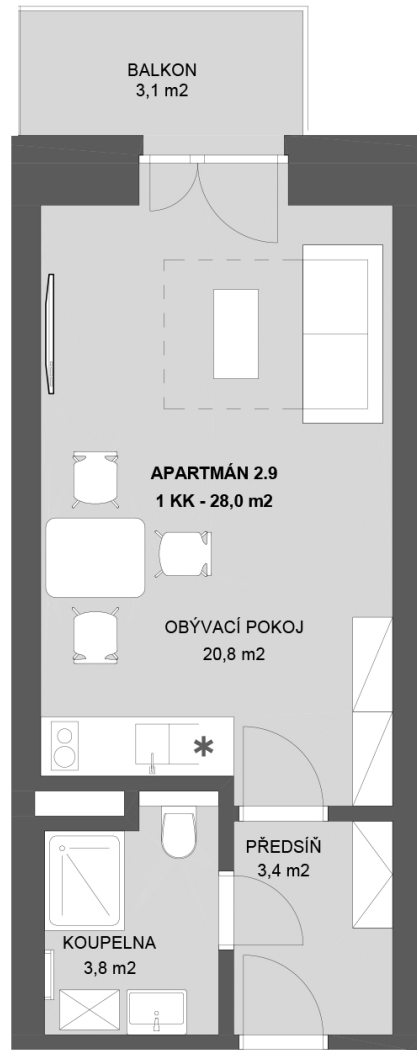 BALKON
3,1 m2
APARTMÁN 2.9
1 KK - 28,0 m2
OBÝVACÍ POKOJ
20,8 m2
*
PŘEDSÍŇ
3,4 m2
KOUPELNA
3,8 m2